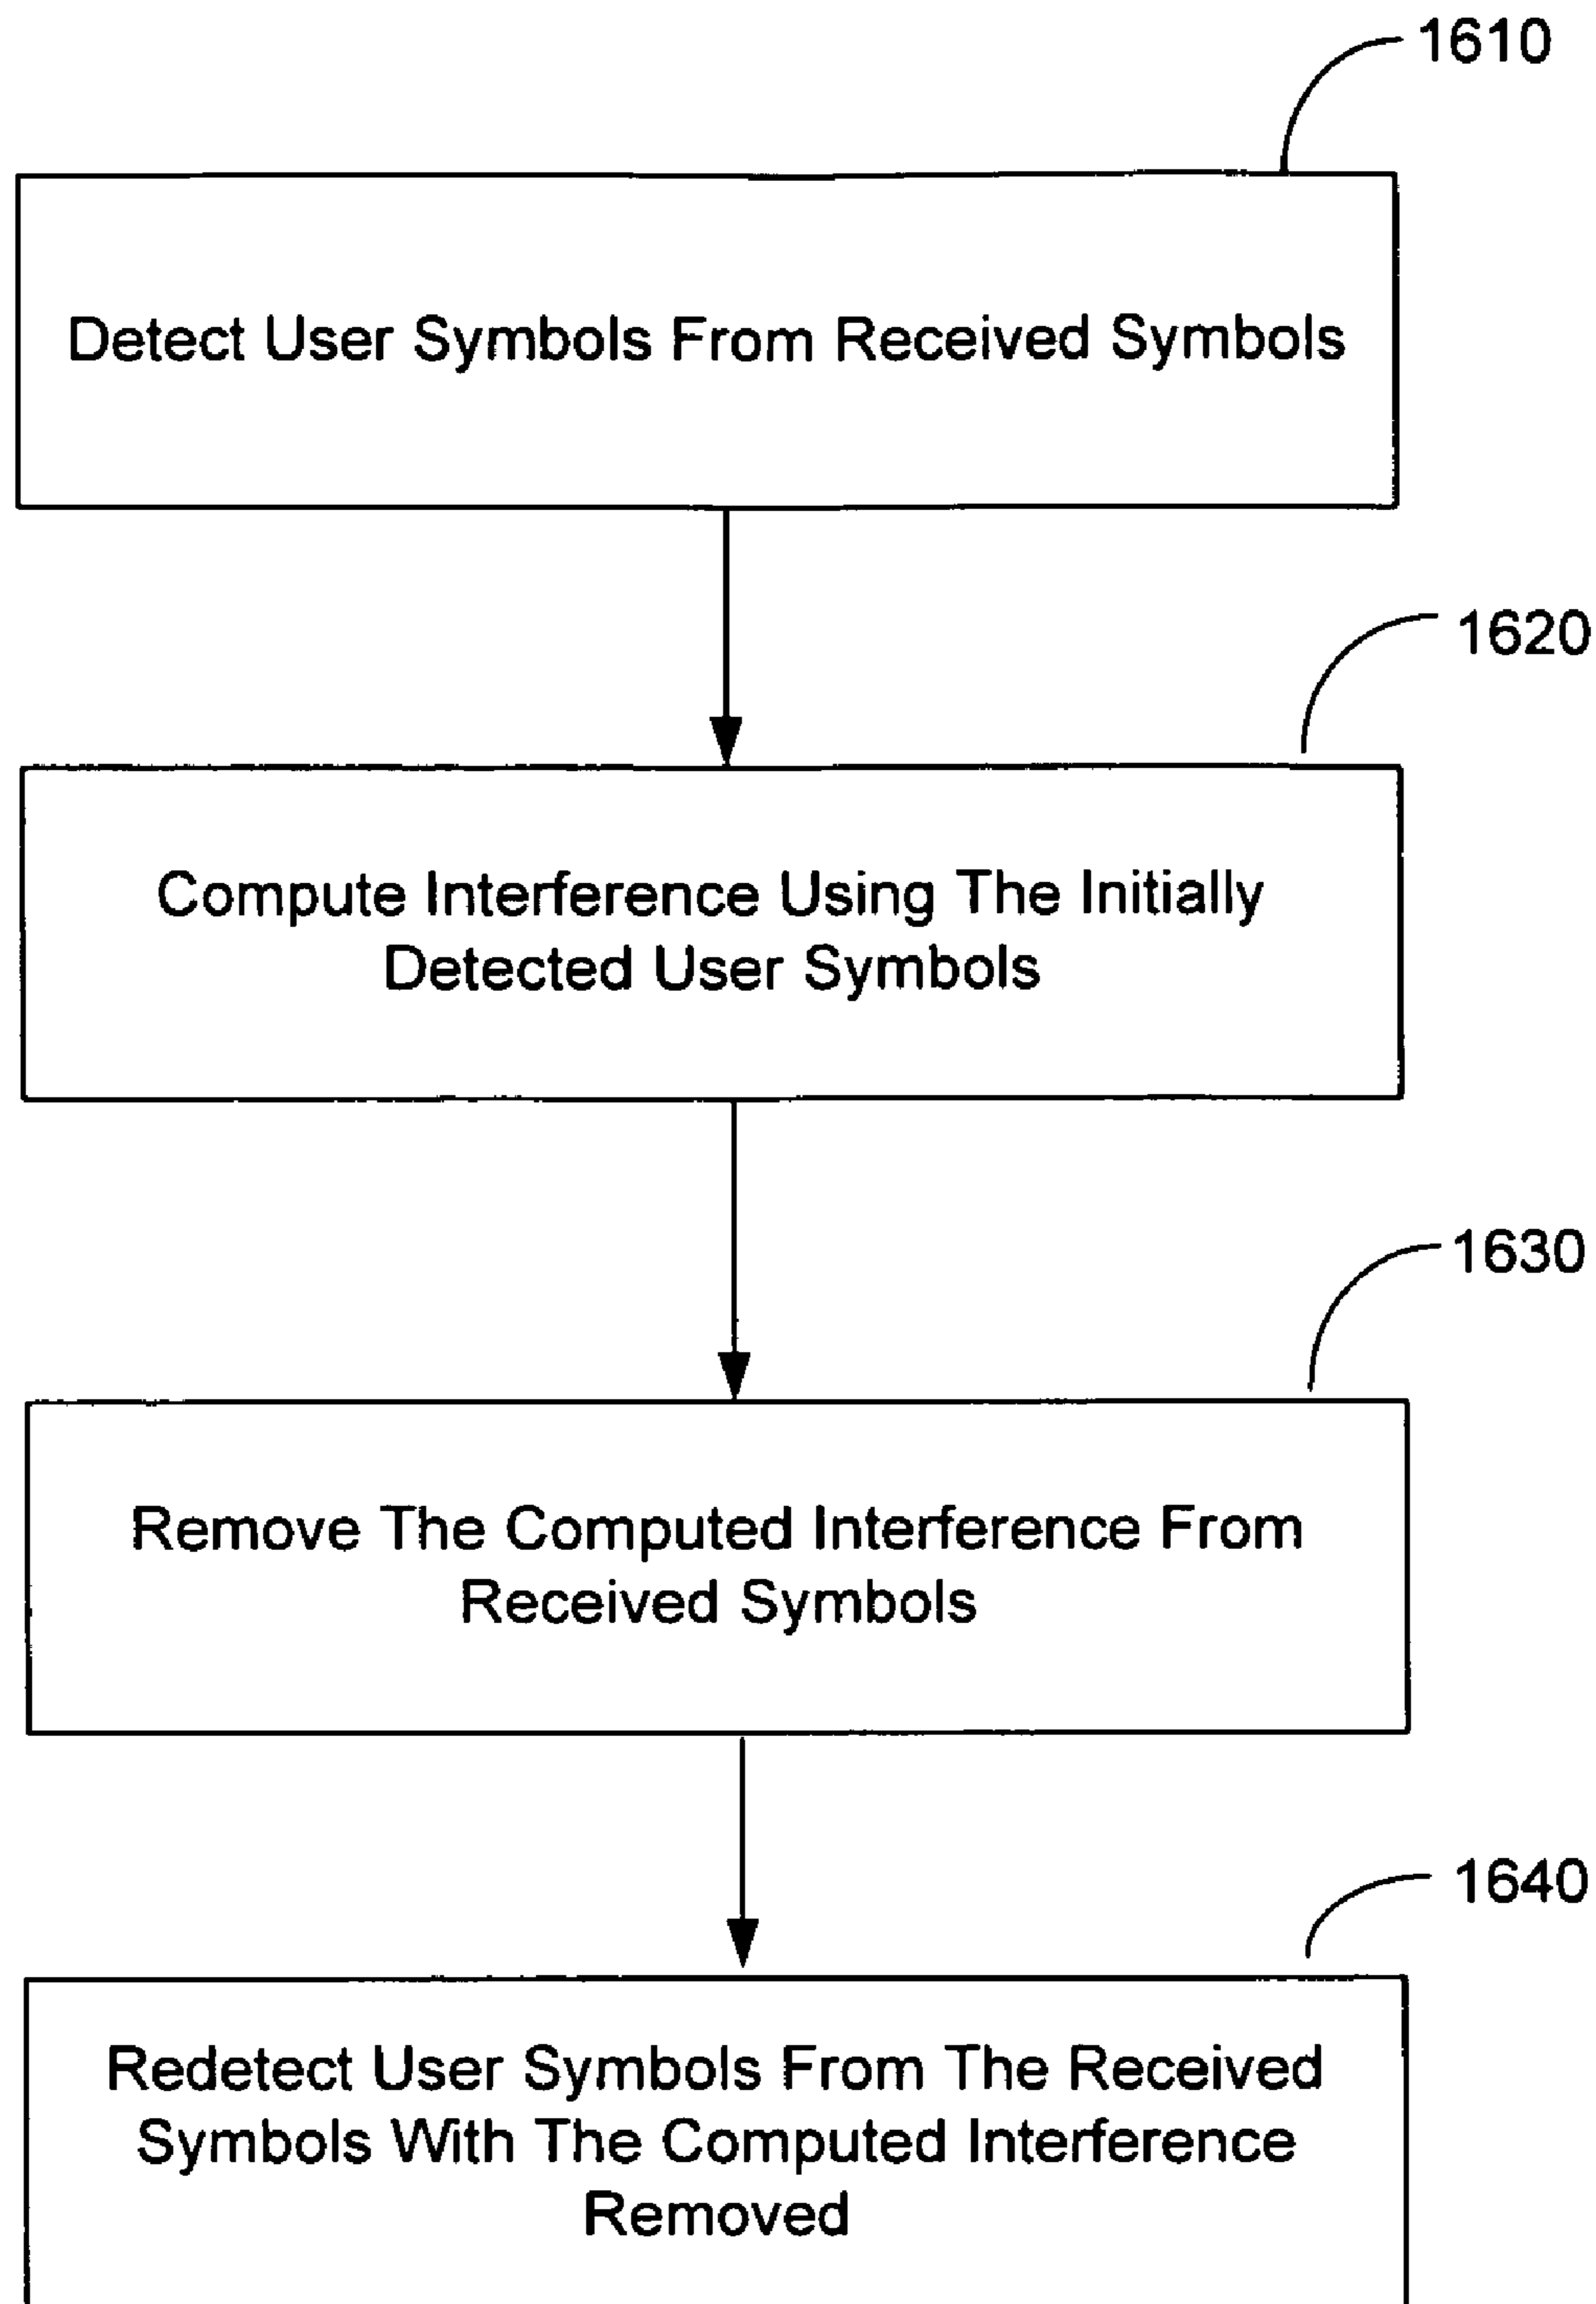 1610
Detect User Symbols From Received Symbols
1620
Compute Interference Using The Initially
Detected User Symbols
1630
Remove The Computed Interference From
Received Symbols
1640
Redetect User Symbols From The Received
Symbols With The Computed Interference
Removed